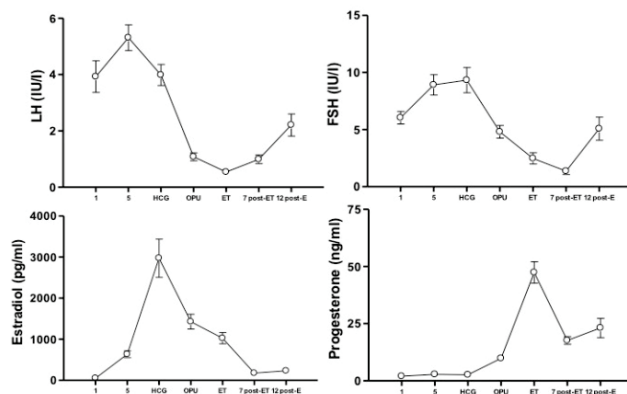 LH (IU/l)
6
4
2
0
1 5 HCG OPU ET 7 post-ET 12 post-E
FSH (IU/l)
15
10
5
0
1 5 HCG OPU ET 7 post-ET 12 post-E
Estradiol (pg/ml)
4000
3000
2000
1000
0
1 5 HCG OPU ET 7 post-ET 12 post-E
Progesterone (ng/ml)
75
50
25
0
1 5 HCG OPU ET 7 post-ET 12 post-E